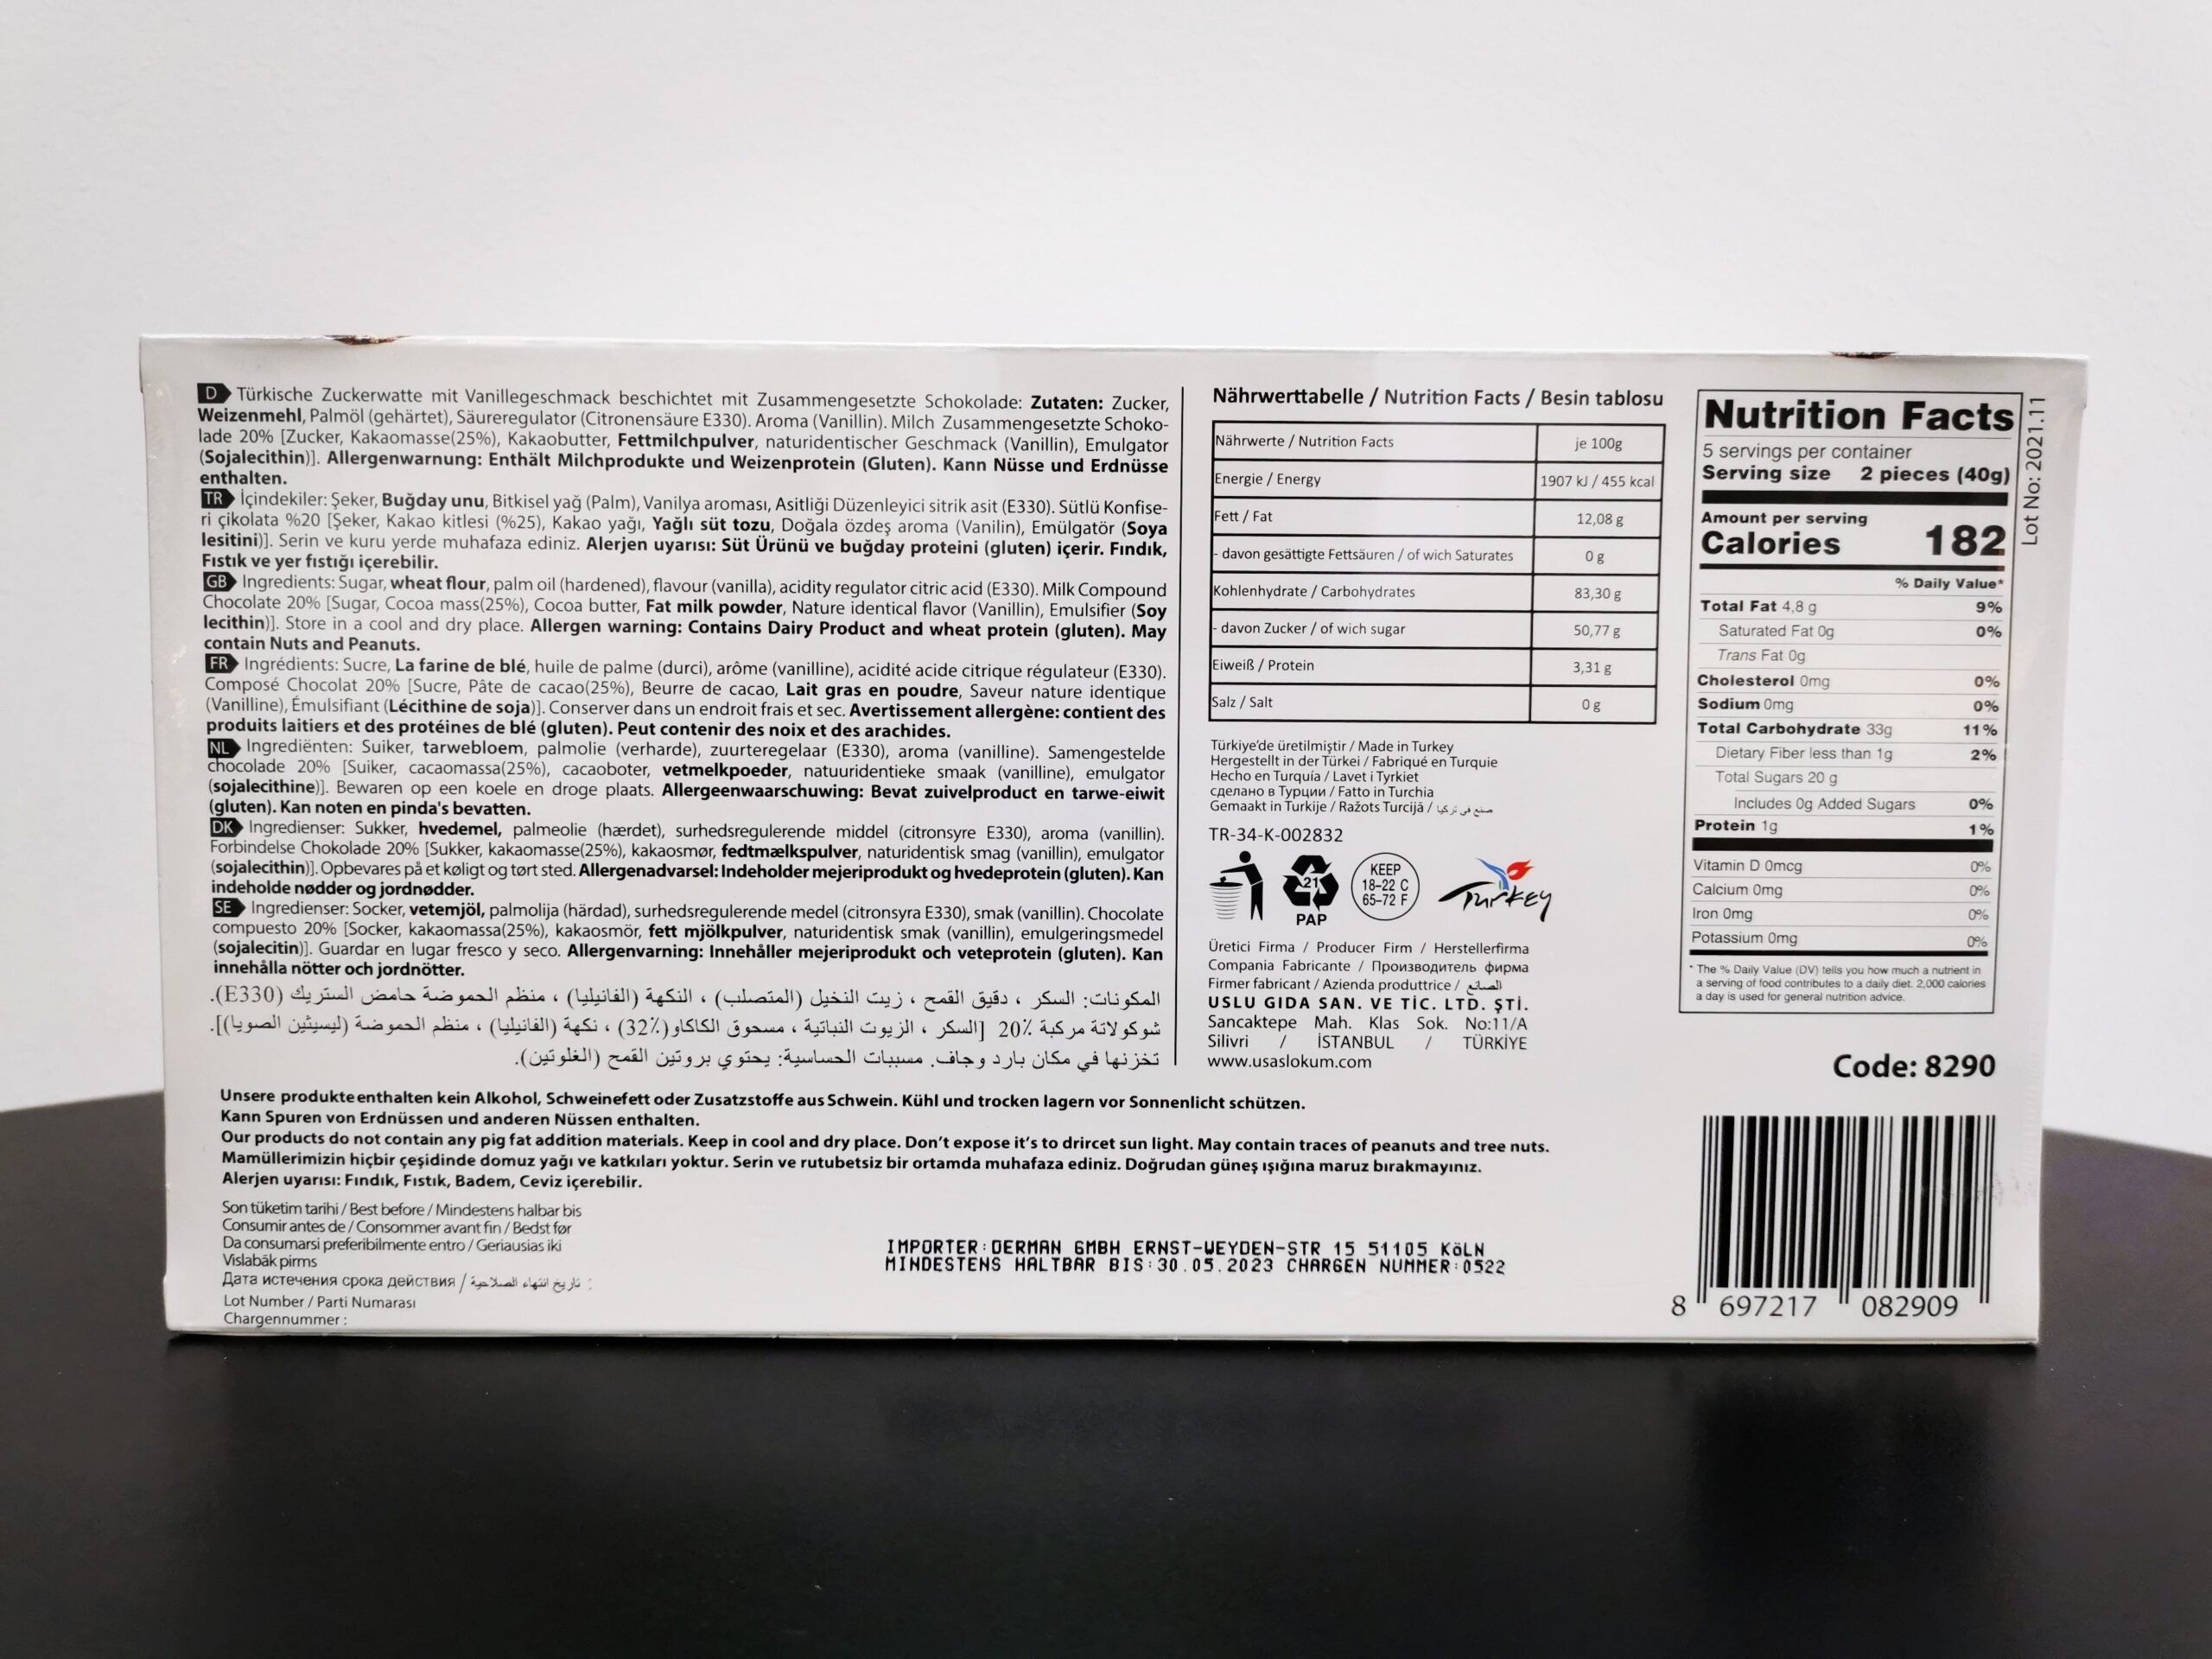 D Türkische Zuckerwatte mit Vanillegeschmack beschichtet mit Zusammengesetzte Schokolade: Zutaten: Zucker,
Weizenmehl, Palmöl (gehärtet), Säureregulator (Citronensäure E330). Aroma (Vanillin). Milch Zusammengesetzte Schoko-
lade 20% [Zucker, Kakaomasse(25%), Kakaobutter, Fettmilchpulver, naturidentischer Geschmack (Vanillin), Emulgator
(Sojalecithin)]. Allergenwarnung: Enthält Milchprodukte und Weizenprotein (Gluten). Kann Nüsse und Erdnüsse
enthalten.
TR İçindekiler: Şeker, Buğday unu, Bitkisel yağ (Palm), Vanilya aroması, Asitliği Düzenleyici sitrik asit (E330). Sütlü Konfise-
ri çikolata %20 [Şeker, Kakao kitlesi (%25), Kakao yağı, Yağlı süt tozu, Doğala özdeş aroma (Vanilin), Emülgatör (Soya
lesitini)]. Serin ve kuru yerde muhafaza ediniz. Alerjen uyarısı: Süt Ürünü ve buğday proteini (gluten) içerir. Fındık,
Fıstık ve yer fıstığı içerebilir.
GB Ingredients: Sugar, wheat flour, palm oil (hardened), flavour (vanilla), acidity regulator citric acid (E330). Milk Compound
Chocolate 20% [Sugar, Cocoa mass(25%), Cocoa butter, Fat milk powder, Nature identical flavor (Vanillin), Emulsifier (Soy
lecithin)]. Store in a cool and dry place. Allergen warning: Contains Dairy Product and wheat protein (gluten). May
contain Nuts and Peanuts.
FR Ingrédients: Sucre, La farine de blé, huile de palme (durci), arôme (vanilline), acidité acide citrique régulateur (E330).
Composé Chocolat 20% [Sucre, Pâte de cacao(25%), Beurre de cacao, Lait gras en poudre, Saveur nature identique
(Vanilline), Émulsifiant (Lécithine de soja)]. Conserver dans un endroit frais et sec. Avertissement allergène: contient des
produits laitiers et des protéines de blé (gluten). Peut contenir des noix et des arachides.
NL Ingrediënten: Suiker, tarwebloem, palmolie (verharde), zuurteregelaar (E330), aroma (vanilline). Samengestelde
chocolade 20% [Suiker, cacaomassa(25%), cacaoboter, vetmelkpoeder, natuuridentieke smaak (vanilline), emulgator
(sojalecithine)]. Bewaren op een koele en droge plaats. Allergeenwaarschuwing: Bevat zuivelproduct en tarwe-eiwit
(gluten). Kan noten en pinda's bevatten.
DK Ingredienser: Sukker, hvedemel, palmeolie (hærdet), surhedsregulerende middel (citronsyre E330), aroma (vanillin).
Forbindelse Chokolade 20% [Sukker, kakaomasse(25%), kakaosmør, fedtmælkspulver, naturidentisk smag (vanillin), emulgator
(sojalecithin)]. Opbevares på et køligt og tørt sted. Allergenadvarsel: Indeholder mejeriprodukt og hvedeprotein (gluten). Kan
indeholde nødder og jordnødder.
SE Ingredienser: Socker, vetemjöl, palmolija (härdad), surhedsregulerende medel (citronsyra E330), smak (vanillin). Chocolate
compuesto 20% [Socker, kakaomassa(25%), kakaosmör, fett mjölkpulver, naturidentisk smak (vanillin), emulgeringsmedel
(sojalecitin)]. Guardar en lugar fresco y seco. Allergenvarning: Innehåller mejeriprodukt och veteprotein (gluten). Kan
innehålla nötter och jordnötter.
المكونات: السكر ، دقيق القمح ، زيت النخيل (المتصلب) ، النكهة (الفانيليا) ، منظم الحموضة حامض الستريك (E330).
شوكولاتة مركبة 20٪ [السكر ، الزيوت النباتية ، مسحوق الكاكاو (32٪) ، نكهة (الفانيليا) ، منظم الحموضة (ليسيثين الصويا)].
تخزنها في مكان بارد وجاف. مسببات الحساسية: يحتوي بروتين القمح (الغلوتين).
Unsere produkte enthalten kein Alkohol, Schweinefett oder Zusatzstoffe aus Schwein. Kühl und trocken lagern vor Sonnenlicht schützen.
Kann Spuren von Erdnüssen und anderen Nüssen enthalten.
Our products do not contain any pig fat addition materials. Keep in cool and dry place. Don't expose it's to drircet sun light. May contain traces of peanuts and tree nuts.
Mamüllerimizin hiçbir çeşidinde domuz yağı ve katkıları yoktur. Serin ve rutubetsiz bir ortamda muhafaza ediniz. Doğrudan güneş ışığına maruz bırakmayınız.
Alerjen uyarısı: Fındık, Fıstık, Badem, Ceviz içerebilir.
Son tüketim tarihi / Best before / Mindestens halbar bis
Consumir antes de / Consommer avant fin / Bedst før
Da consumarsi preferibilmente entro / Geriausias iki
Vislabāk pirms
Дата истечения срока действия / تاريخ انتهاء الصلاحية :
Lot Number / Parti Numarası
Chargennummer :
IMPORTER: DERMAN GMBH ERNST-WEYDEN-STR 15 51105 KöLN
MINDESTENS HALTBAR BIS:30.05.2023 CHARGEN NUMMER:0522
Nährwerttabelle / Nutrition Facts / Besin tablosu
Nährwerte / Nutrition Facts je 100g
Energie / Energy 1907 kJ / 455 kcal
Fett / Fat 12,08 g
- davon gesättigte Fettsäuren / of wich Saturates 0 g
Kohlenhydrate / Carbohydrates 83,30 g
- davon Zucker / of wich sugar 50,77 g
Eiweiß / Protein 3,31 g
Salz / Salt 0 g
Türkiye'de üretilmiştir / Made in Turkey
Hergestellt in der Türkei / Fabriqué en Turquie
Hecho en Turquía / Lavet i Tyrkiet
сделано в Турции / Fatto in Turchia
Gemaakt in Turkije / Ražots Turcijā / صنع في تركيا
TR-34-K-002832
21
PAP
KEEP
18-22 C
65-72 F
Turkey
Üretici Firma / Producer Firm / Herstellerfirma
Compania Fabricante / Производитель фирма
Firmer fabricant / Azienda produttrice / الصانع
USLU GIDA SAN. VE TİC. LTD. ŞTİ.
Sancaktepe Mah. Klas Sok. No:11/A
Silivri / İSTANBUL / TÜRKİYE
www.usaslokum.com
Nutrition Facts
5 servings per container
Serving size 2 pieces (40g)
Amount per serving
Calories 182
% Daily Value*
Total Fat 4,8 g 9%
Saturated Fat 0g 0%
Trans Fat 0g
Cholesterol 0mg 0%
Sodium 0mg 0%
Total Carbohydrate 33g 11%
Dietary Fiber less than 1g 2%
Total Sugars 20 g
Includes 0g Added Sugars 0%
Protein 1g 1%
Vitamin D 0mcg 0%
Calcium 0mg 0%
Iron 0mg 0%
Potassium 0mg 0%
* The % Daily Value (DV) tells you how much a nutrient in
a serving of food contributes to a daily diet. 2,000 calories
a day is used for general nutrition advice.
Lot No: 2021.11
Code: 8290
8 697217 082909